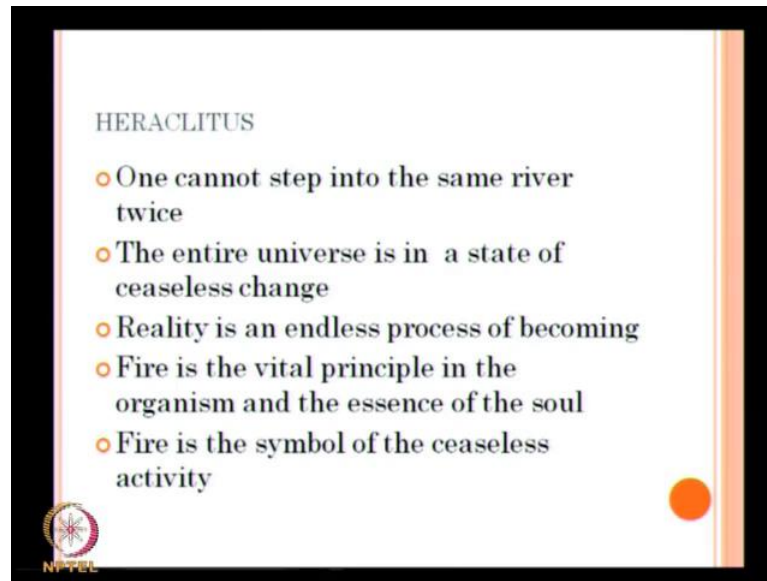 HERACLITUS
One cannot step into the same river
twice
The entire universe is in a state of
ceaseless change
Reality is an endless process of becoming
Fire is the vital principle in the
organism and the essence of the soul
Fire is the symbol of the ceaseless
activity
NPTEL